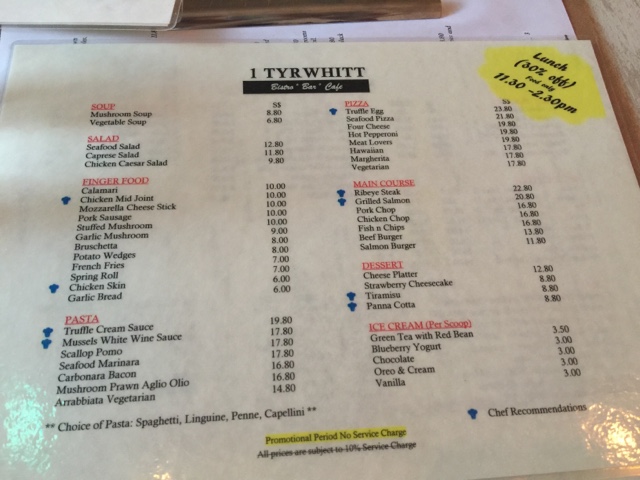 1 TYRWHITT
Bistro * Bar * Cafe
Lunch
(30% off)
Food only
11.30 - 2.30pm
SOUP S$
Mushroom Soup 8.80
Vegetable Soup 6.80
SALAD
Seafood Salad 12.80
Caprese Salad 11.80
Chicken Caesar Salad 9.80
FINGER FOOD
Calamari 10.00
Chicken Mid Joint 10.00
Mozzarella Cheese Stick 10.00
Pork Sausage 10.00
Stuffed Mushroom 10.00
Garlic Mushroom 9.00
Bruschetta 8.00
Potato Wedges 8.00
French Fries 7.00
Spring Roll 7.00
Chicken Skin 6.00
Garlic Bread 6.00
PASTA
Truffle Cream Sauce 19.80
Mussels White Wine Sauce 17.80
Scallop Pomo 17.80
Seafood Marinara 17.80
Carbonara Bacon 16.80
Mushroom Prawn Aglio Olio 16.80
Arrabbiata Vegetarian 14.80
** Choice of Pasta: Spaghetti, Linguine, Penne, Capellini **
PIZZA S$
Truffle Egg 23.80
Seafood Pizza 21.80
Four Cheese 19.80
Hot Pepperoni 19.80
Meat Lovers 19.80
Hawaiian 17.80
Margherita 17.80
Vegetarian 17.80
MAIN COURSE
Ribeye Steak 22.80
Grilled Salmon 20.80
Pork Chop 16.80
Chicken Chop 16.80
Fish n Chips 16.80
Beef Burger 13.80
Salmon Burger 11.80
DESSERT
Cheese Platter 12.80
Strawberry Cheesecake 8.80
Tiramisu 8.80
Panna Cotta 8.80
ICE CREAM (Per Scoop)
Green Tea with Red Bean 3.50
Blueberry Yogurt 3.00
Chocolate 3.00
Oreo & Cream 3.00
Vanilla 3.00
Chef Recommendations
Promotional Period No Service Charge
All prices are subject to 10% Service Charge